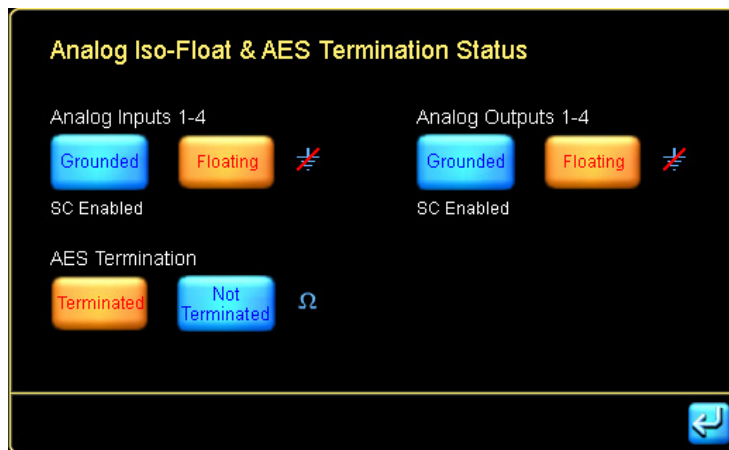 Analog Iso-Float & AES Termination Status
Analog Inputs 1-4
Grounded
Floating
SC Enabled
Analog Outputs 1-4
Grounded
Floating
SC Enabled
AES Termination
Terminated
Not
Terminated
Ω